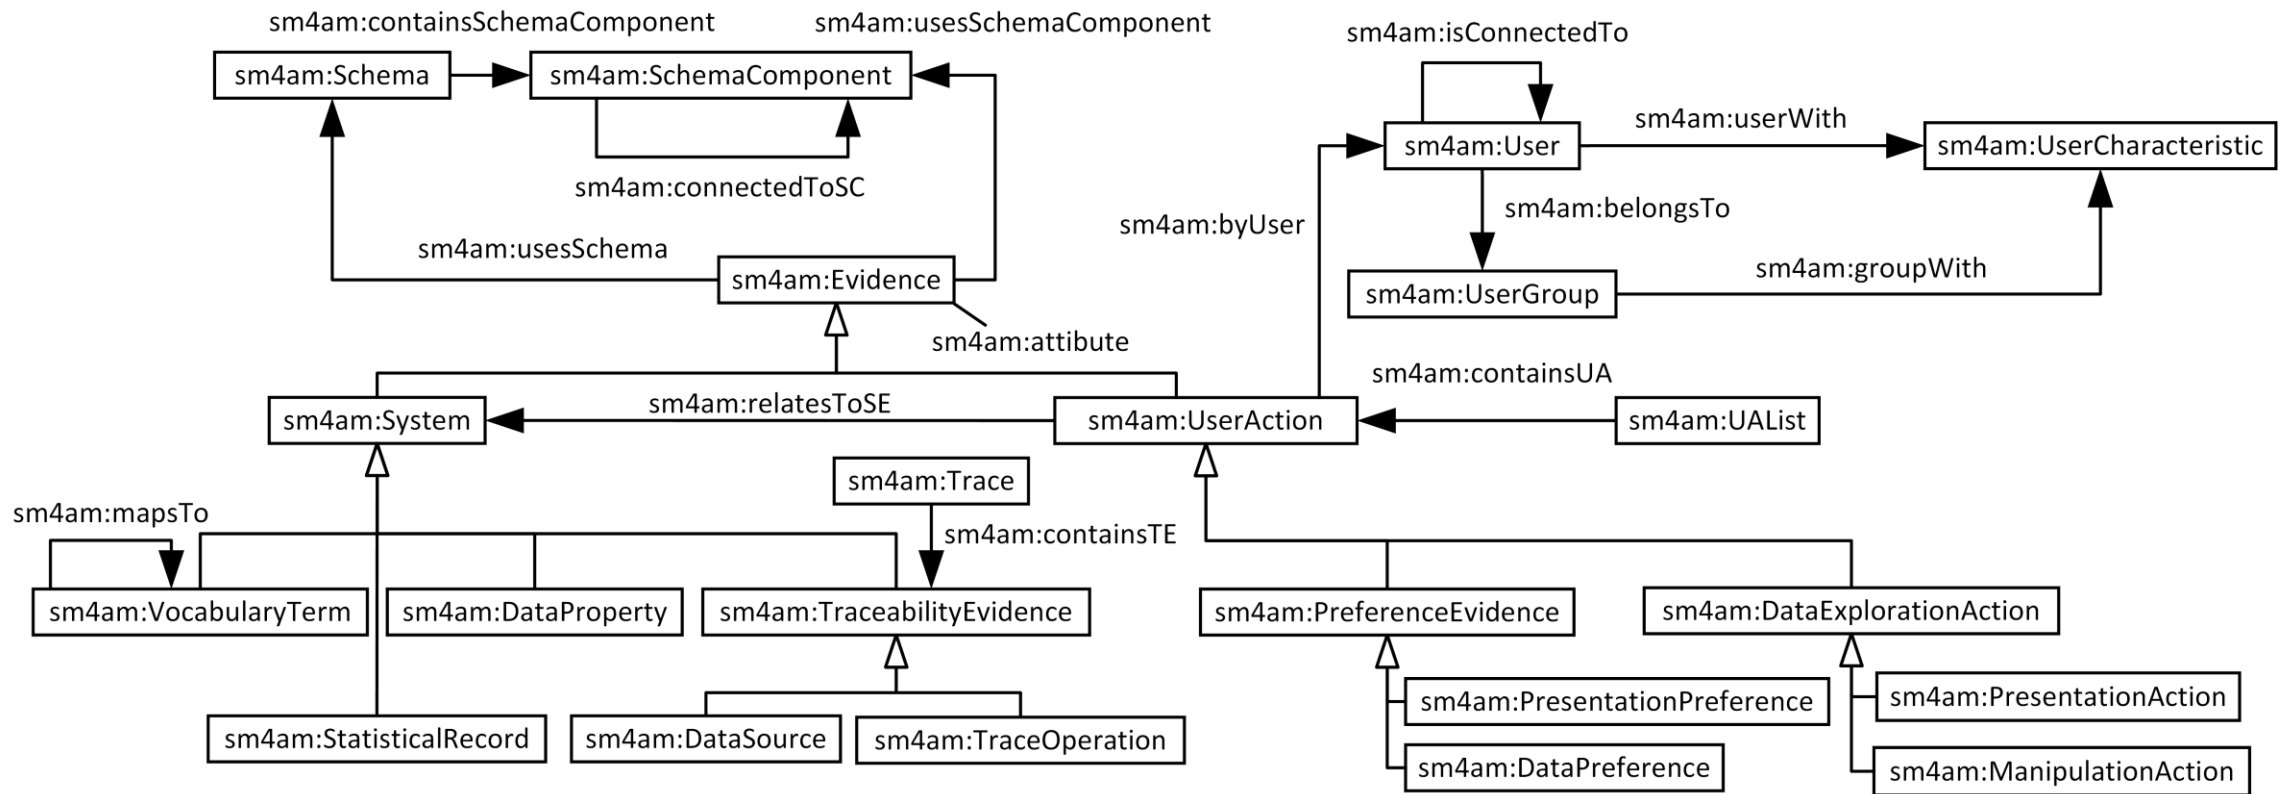 sm4am:containsSchemaComponent
sm4am:usesSchemaComponent
sm4am:isConnectedTo
sm4am:Schema
sm4am:SchemaComponent
sm4am:userWith
sm4am:User
sm4am:UserCharacteristic
sm4am:connectedToSC
sm4am:belongsTo
sm4am:byUser
sm4am:usesSchema
sm4am:Evidence
sm4am:groupWith
sm4am:UserGroup
sm4am:attibute
sm4am:containsUA
sm4am:relatesToSE
sm4am:System
sm4am:UserAction
sm4am:UAList
sm4am:Trace
sm4am:mapsTo
sm4am:containsTE
sm4am:VocabularyTerm
sm4am:DataProperty
sm4am:TraceabilityEvidence
sm4am:PreferenceEvidence
sm4am:DataExplorationAction
sm4am:PresentationPreference
sm4am:PresentationAction
sm4am:StatisticalRecord
sm4am:DataSource
sm4am:TraceOperation
sm4am:DataPreference
sm4am:ManipulationAction